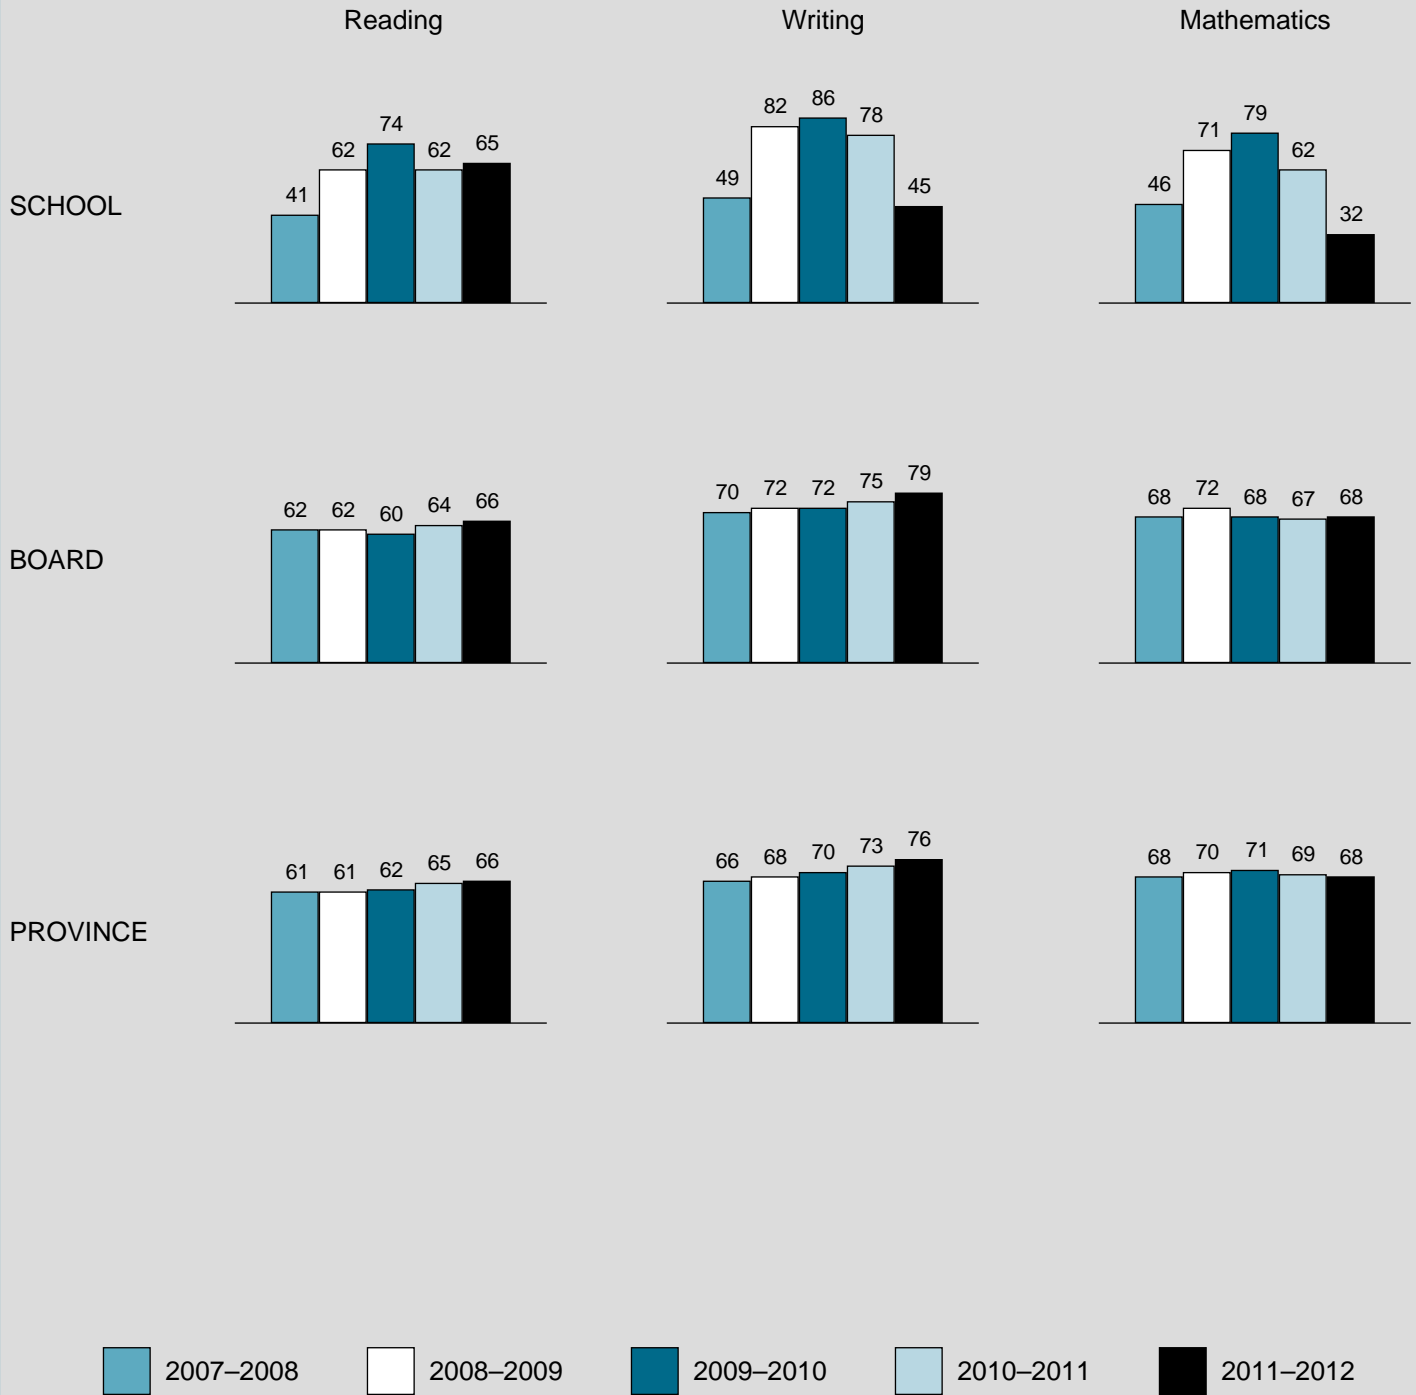 Reading Writing Mathematics
SCHOOL
41 62 74 62 65
49 82 86 78 45
46 71 79 62 32
BOARD
62 62 60 64 66
70 72 72 75 79
68 72 68 67 68
PROVINCE
61 61 62 65 66
66 68 70 73 76
68 70 71 69 68
2007–2008 2008–2009 2009–2010 2010–2011 2011–2012